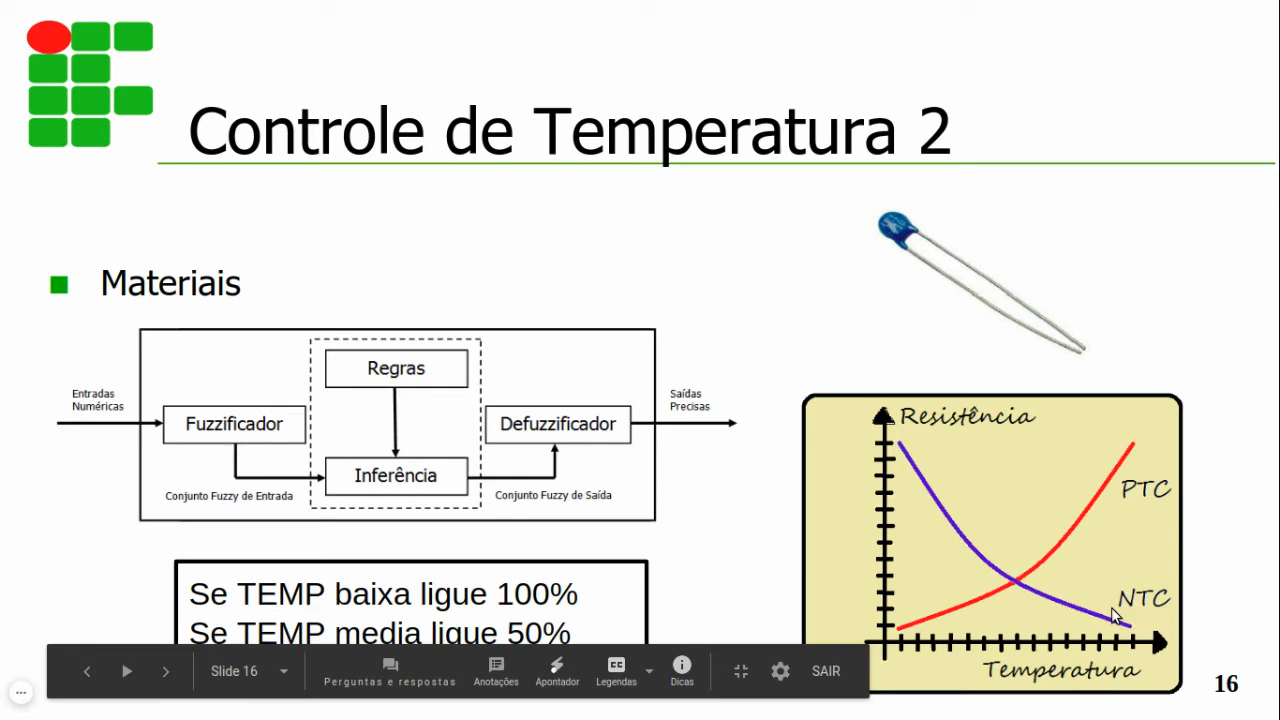 Controle de Temperatura 2
Materiais
Entradas
Numéricas
Regras
Fuzzificador
Inferência
Defuzzificador
Conjunto Fuzzy de Entrada
Conjunto Fuzzy de Saída
Saídas
Precisas
Se TEMP baixa ligue 100%
Se TEMP media ligue 50%
Resistência
PTC
NTC
Temperatura
Slide 16
Perguntas e respostas
Anotações
Apontador
CC
Legendas
Dicas
SAIR
16